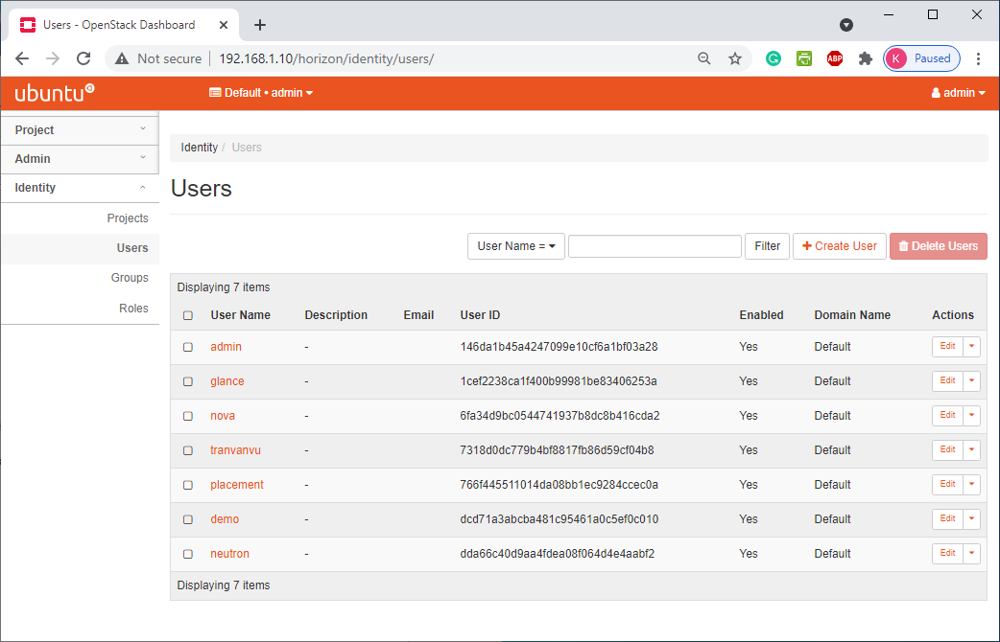 Users - OpenStack Dashboard
Not secure 192.168.1.10/horizon/identity/users/
ABP
K Paused
ubuntu
Default • admin
admin
Project
Admin
Identity
Projects
Users
Groups
Roles
Identity / Users
Users
User Name = Filter Create User Delete Users
Displaying 7 items
User Name Description Email User ID Enabled Domain Name Actions
admin - 146da1b45a4247099e10cf6a1bf03a28 Yes Default Edit
glance - 1cef2238ca1f400b99981be83406253a Yes Default Edit
nova - 6fa34d9bc0544741937b8dc8b416cda2 Yes Default Edit
tranvanvu - 7318d0dc779b4bf8817fb86d59cf04b8 Yes Default Edit
placement - 766f445511014da08bb1ec9284ccec0a Yes Default Edit
demo - dcd71a3abcba481c95461a0c5ef0c010 Yes Default Edit
neutron - dda66c40d9aa4fdea08f064d4e4aabf2 Yes Default Edit
Displaying 7 items